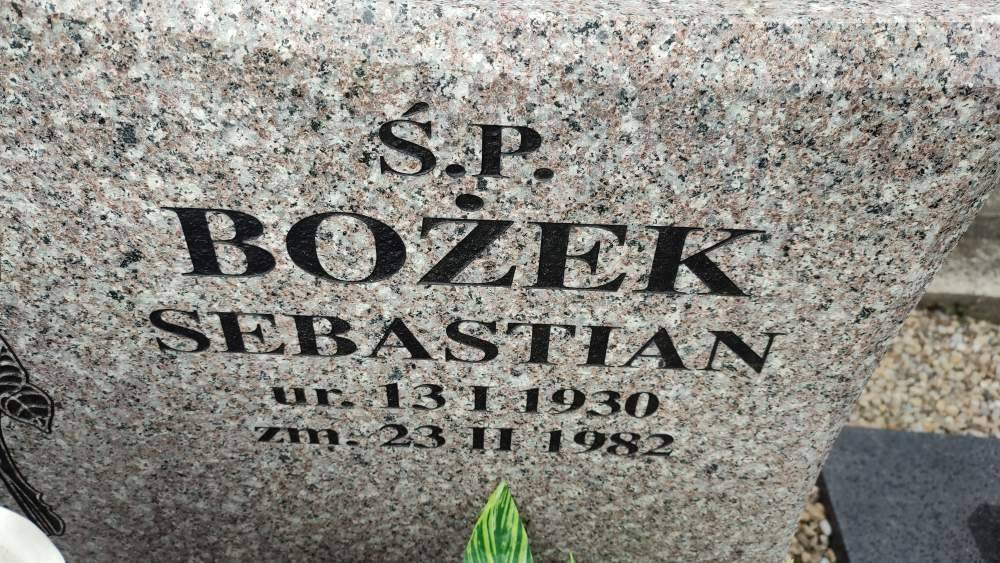 Ś.P.
BOŻEK
SEBASTIAN
ur. 13 I 1930
zm. 23 II 1982